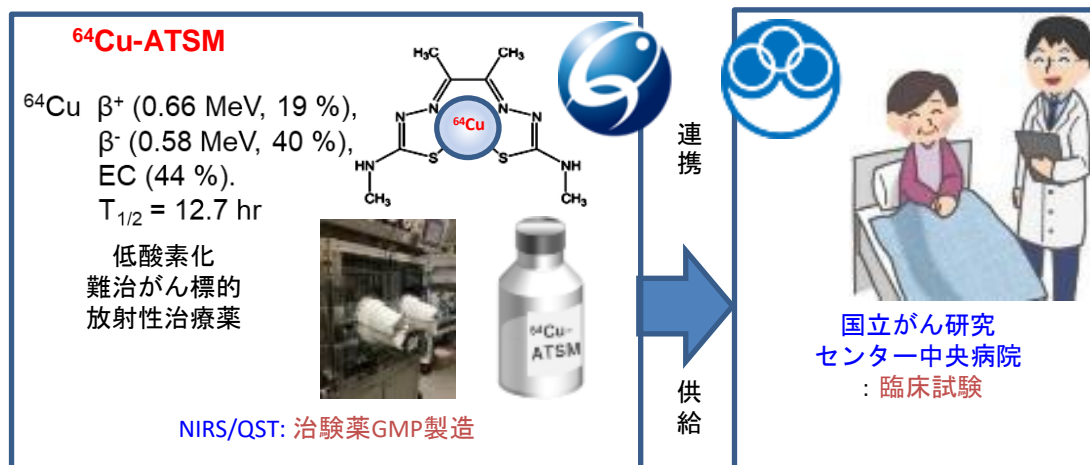 64Cu-ATSM
64Cu β+ (0.66 MeV, 19 %),
β- (0.58 MeV, 40 %),
EC (44 %).
T1/2 = 12.7 hr
低酸素化
難治がん標的
放射性治療薬
H3C
CH3
N
N
N
N
64Cu
S
S
HN
NH
CH3
CH3
64Cu-
ATSM
NIRS/QST: 治験薬GMP製造
連携
供給
国立がん研究
センター中央病院
: 臨床試験